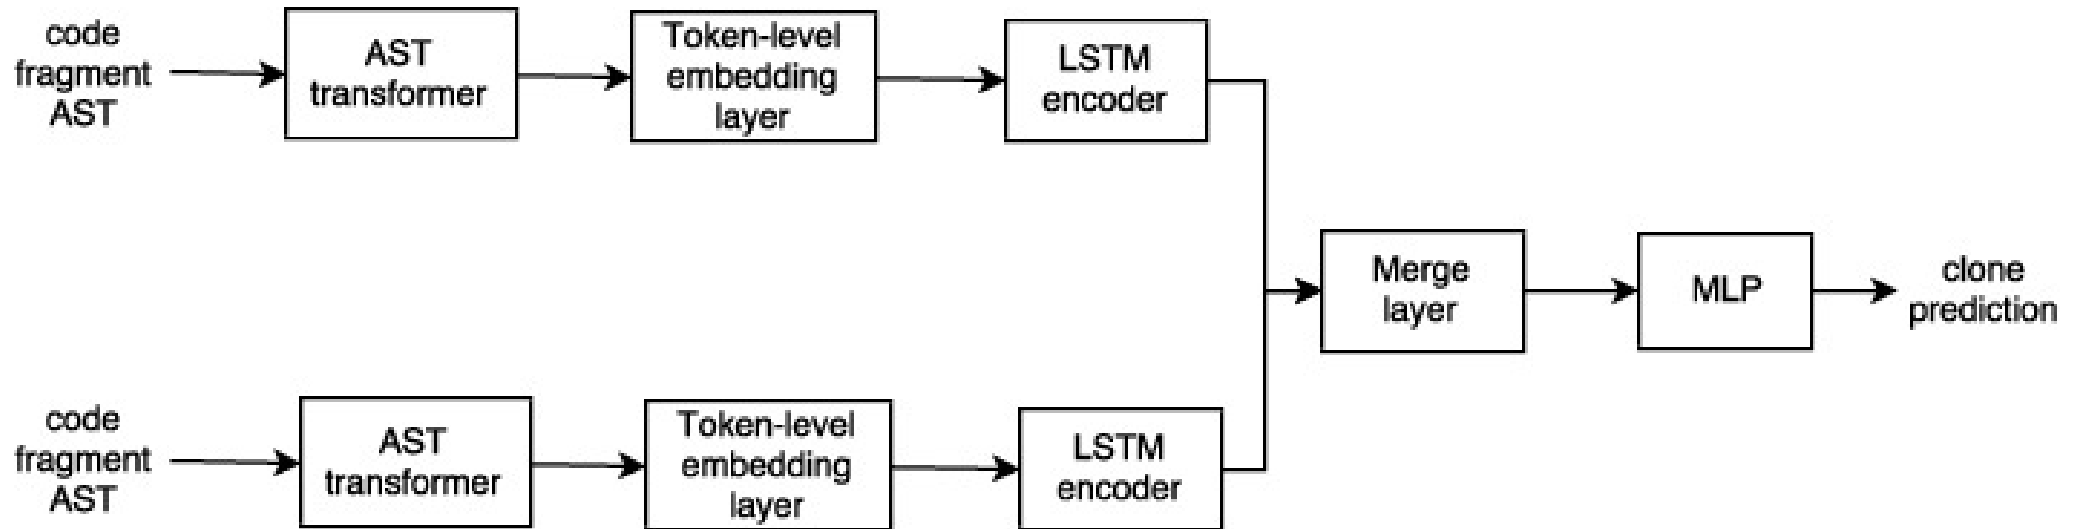 code
fragment
AST
AST
transformer
Token-level
embedding
layer
LSTM
encoder
Merge
layer
MLP
clone
prediction
code
fragment
AST
AST
transformer
Token-level
embedding
layer
LSTM
encoder